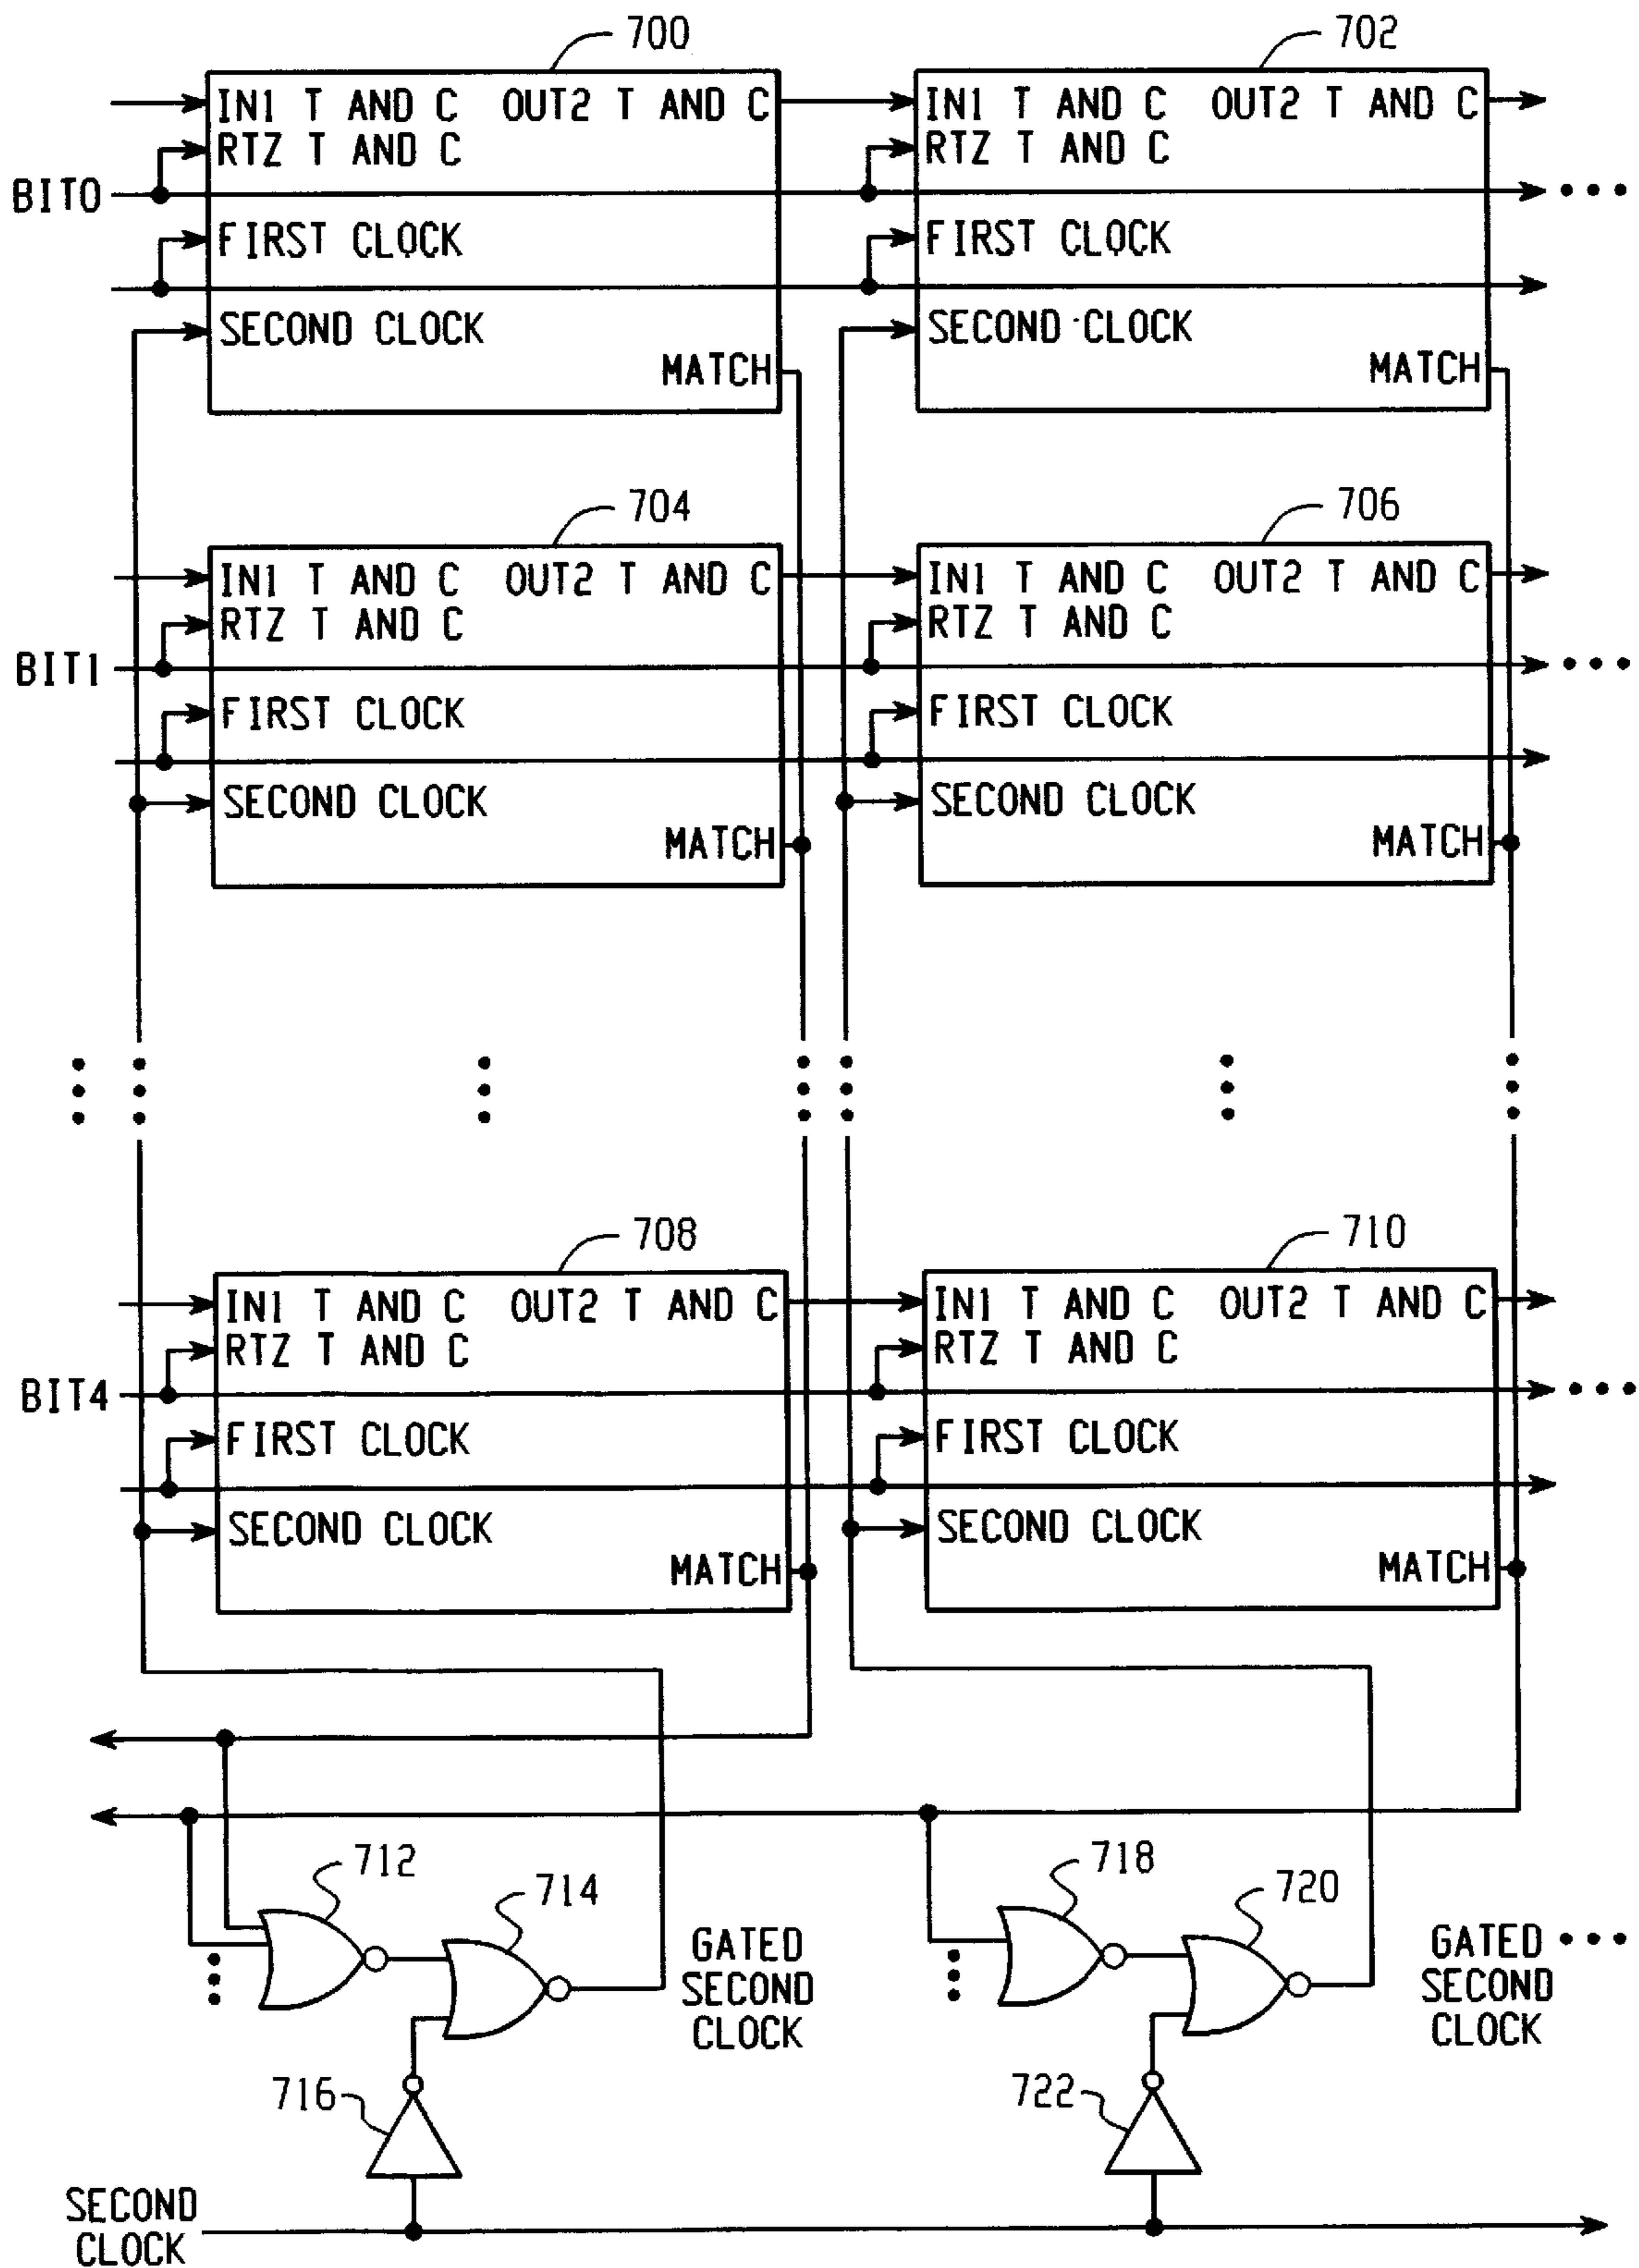 700 702
IN1 T AND C OUT2 T AND C IN1 T AND C OUT2 T AND C
RTZ T AND C RTZ T AND C
BIT0
FIRST CLOCK FIRST CLOCK
SECOND CLOCK SECOND CLOCK
MATCH MATCH
704 706
IN1 T AND C OUT2 T AND C IN1 T AND C OUT2 T AND C
RTZ T AND C RTZ T AND C
BIT1
FIRST CLOCK FIRST CLOCK
SECOND CLOCK SECOND CLOCK
MATCH MATCH
708 710
IN1 T AND C OUT2 T AND C IN1 T AND C OUT2 T AND C
RTZ T AND C RTZ T AND C
BIT4
FIRST CLOCK FIRST CLOCK
SECOND CLOCK SECOND CLOCK
MATCH MATCH
712 714 718 720
GATED GATED
SECOND SECOND
CLOCK CLOCK
716 722
SECOND
CLOCK